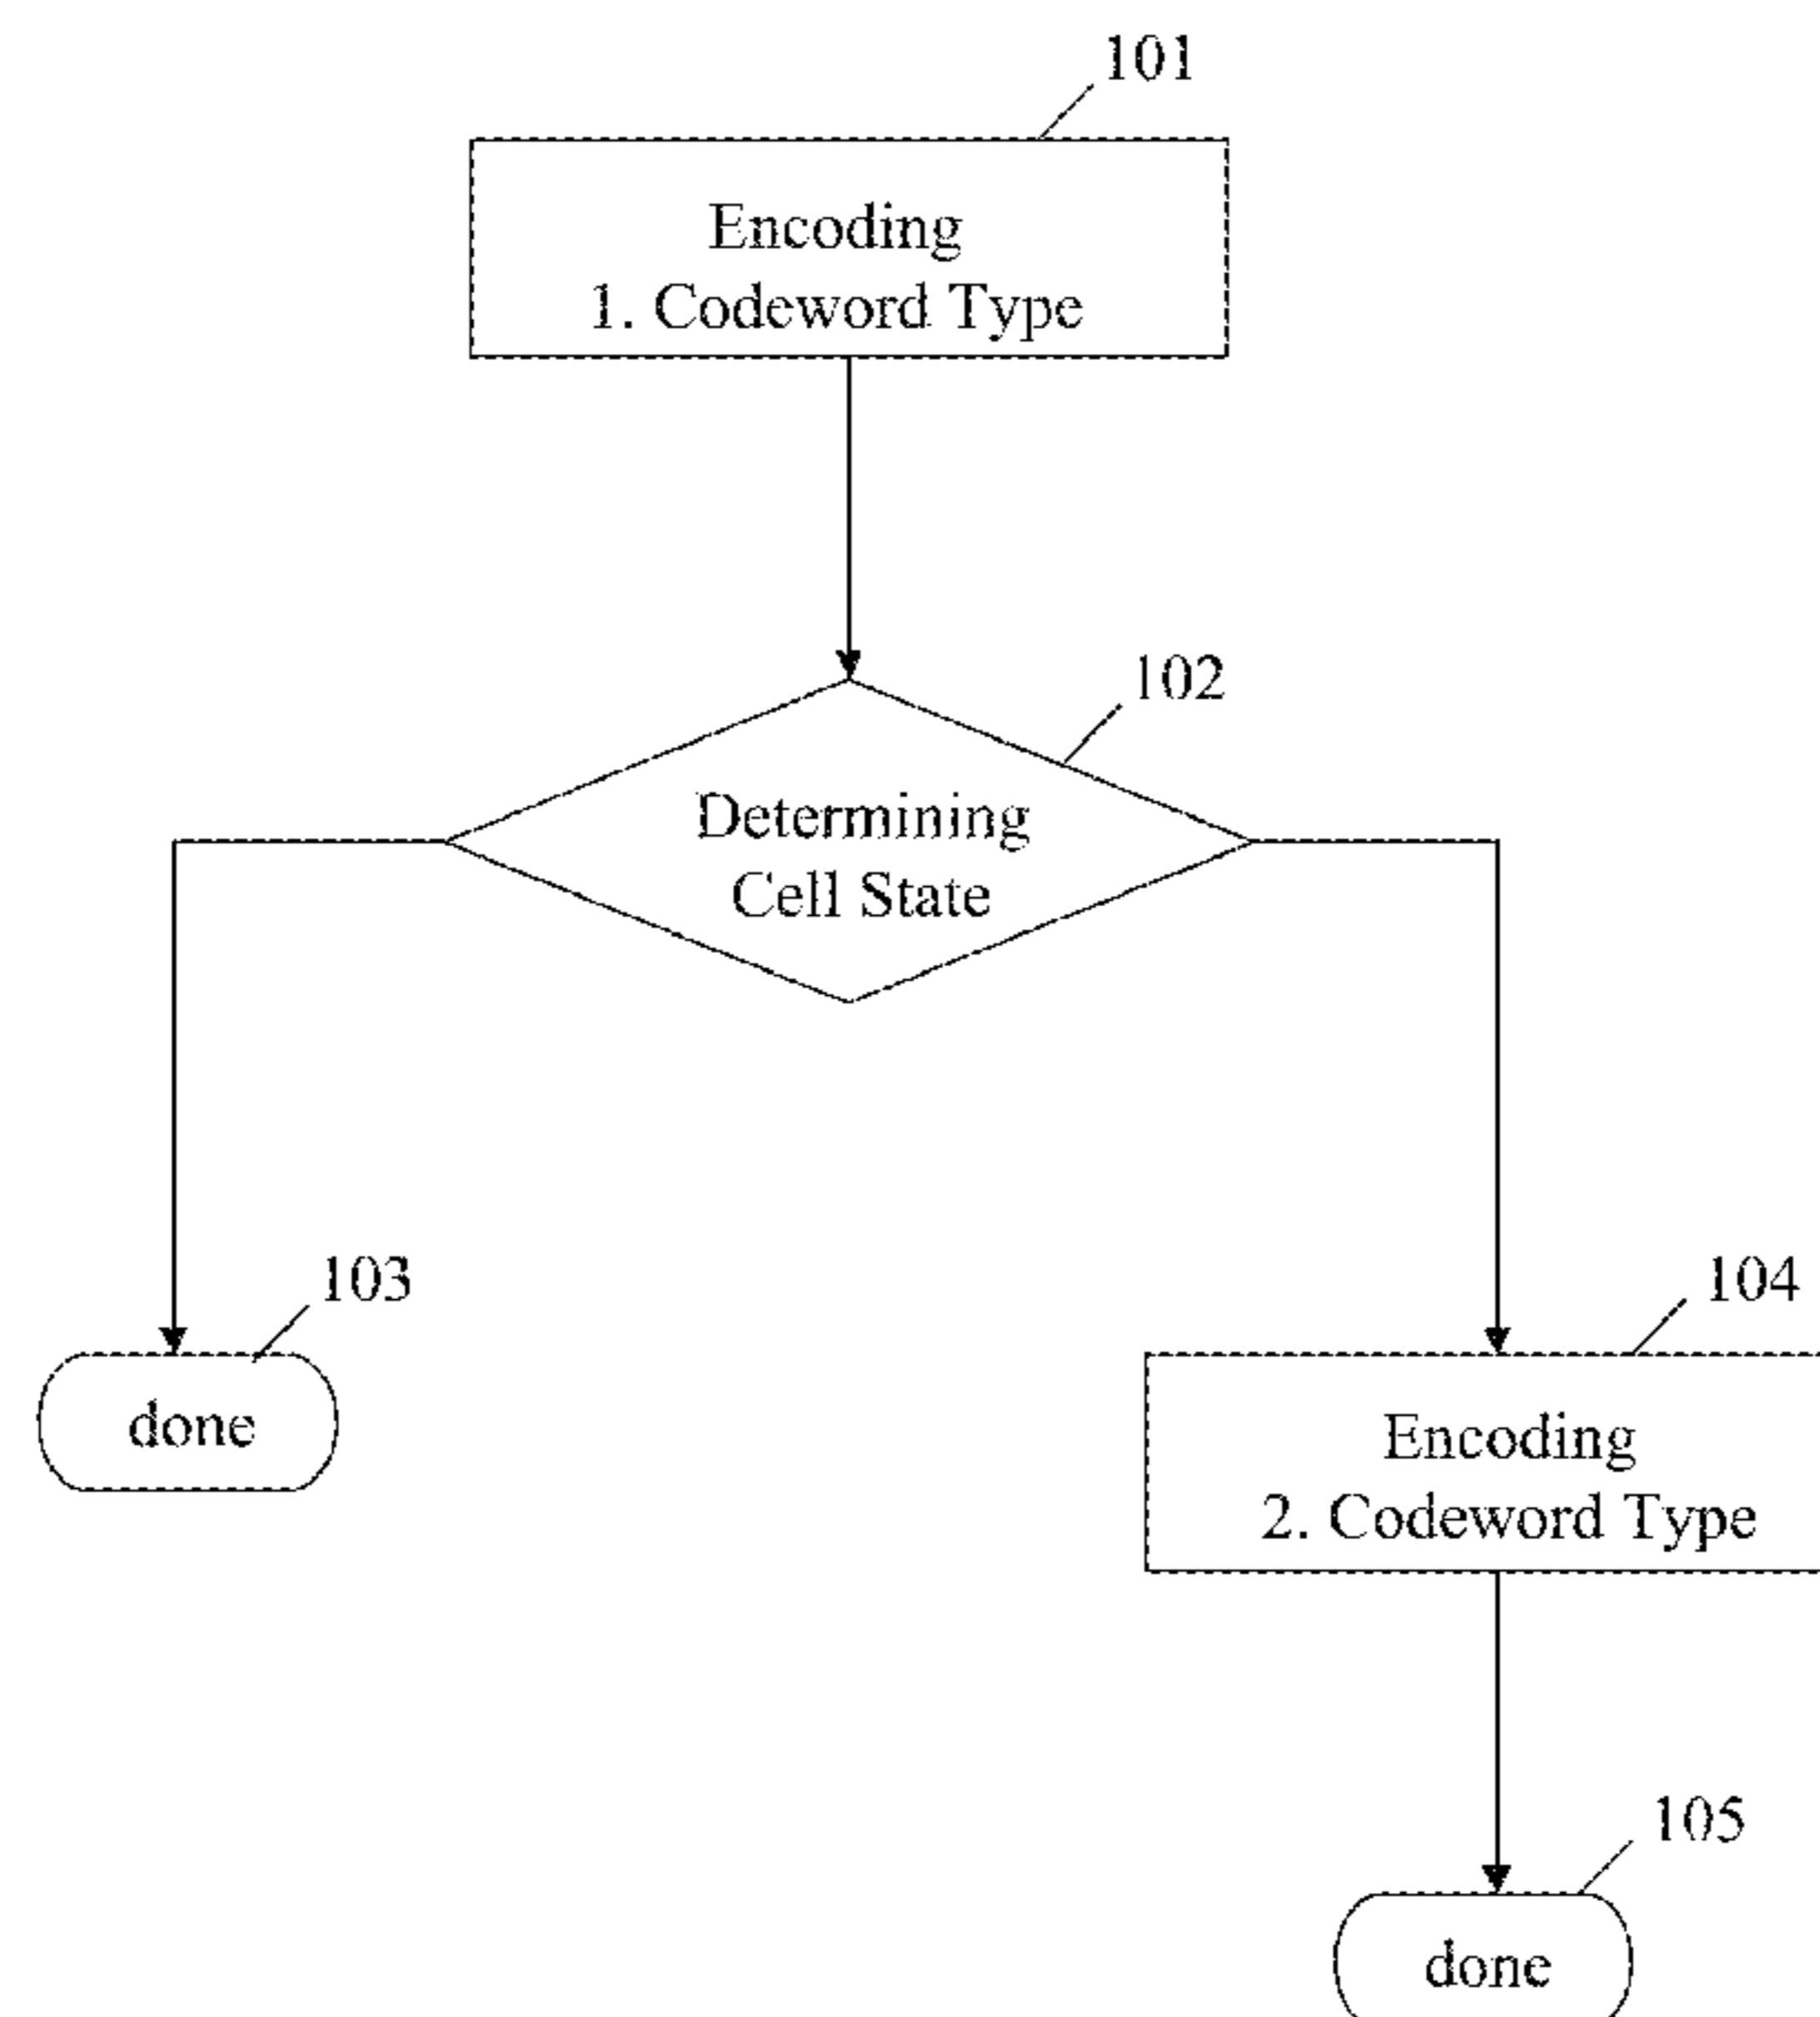 101
Encoding
1. Codeword Type
102
Determining
Cell State
103
done
104
Encoding
2. Codeword Type
105
done